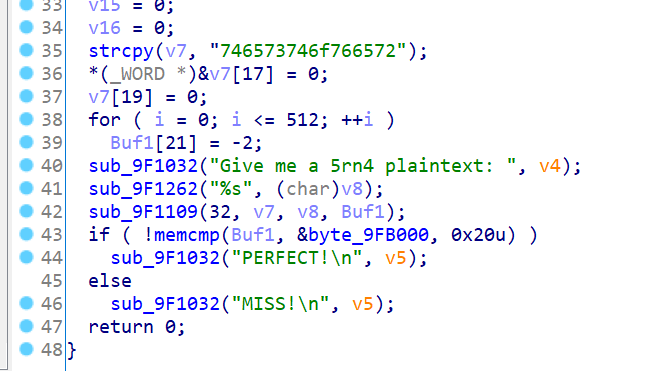 33 v15 = 0;
34 v16 = 0;
35 strcpy(v7, "746573746f766572");
36 *(_WORD *)&v7[17] = 0;
37 v7[19] = 0;
38 for ( i = 0; i <= 512; ++i )
39 Buf1[21] = -2;
40 sub_9F1032("Give me a 5rn4 plaintext: ", v4);
41 sub_9F1262("%s", (char)v8);
42 sub_9F1109(32, v7, v8, Buf1);
43 if ( !memcmp(Buf1, &byte_9FB000, 0x20u) )
44 sub_9F1032("PERFECT!\n", v5);
45 else
46 sub_9F1032("MISS!\n", v5);
47 return 0;
48 }